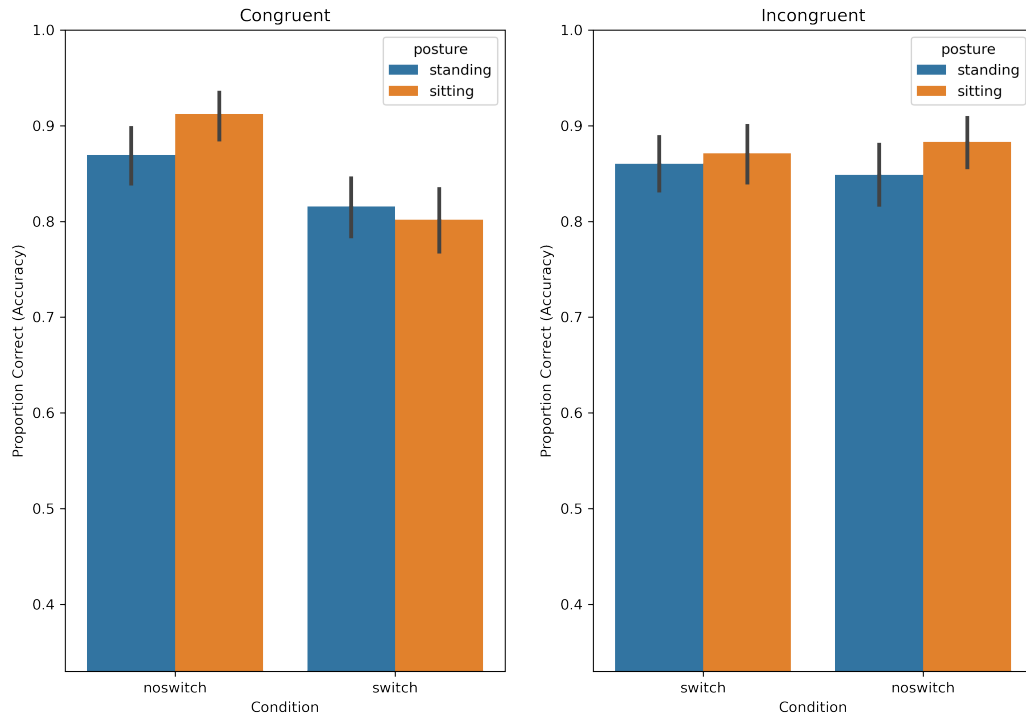 Congruent
Proportion Correct (Accuracy)
1.0
0.9
0.8
0.7
0.6
0.5
0.4
posture
standing
sitting
noswitch
switch
Condition
Incongruent
Proportion Correct (Accuracy)
1.0
0.9
0.8
0.7
0.6
0.5
0.4
posture
standing
sitting
switch
noswitch
Condition